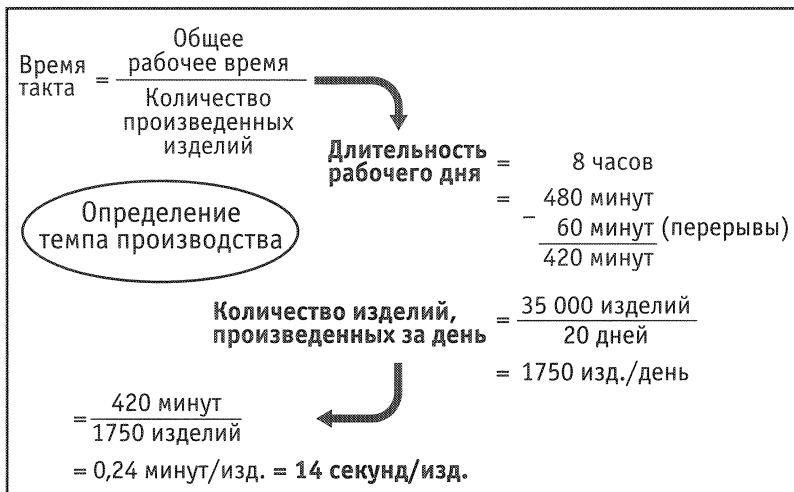 Время такта = Общее рабочее время / Количество произведенных изделий
Определение
темпа производства
Длительность
рабочего дня
= 8 часов
= 480 минут
− 60 минут (перерывы)
420 минут
Количество изделий,
произведенных за день
= 35 000 изделий / 20 дней
= 1750 изд./день
= 420 минут / 1750 изделий
= 0,24 минут/изд. = 14 секунд/изд.